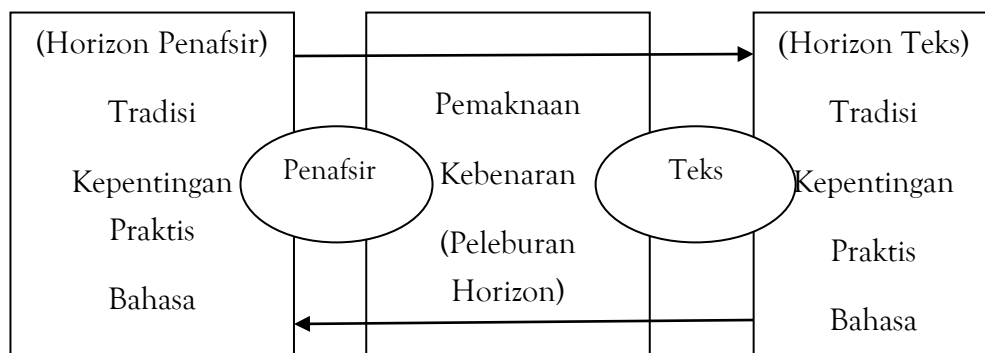 (Horizon Penafsir)
Tradisi
Kepentingan
Praktis
Bahasa
Penafsir
Pemaknaan
Kebenaran
(Peleburan
Horizon)
Teks
(Horizon Teks)
Tradisi
Kepentingan
Praktis
Bahasa